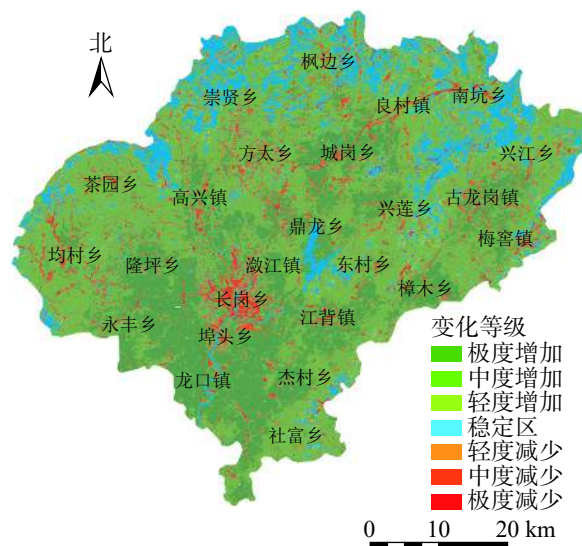 北
枫边乡
崇贤乡
良村镇
南坑乡
方太乡
城岗乡
兴江乡
茶园乡
高兴镇
兴莲乡
古龙岗镇
鼎龙乡
梅窖镇
均村乡
隆坪乡
潋江镇
东村乡
长岗乡
樟木乡
永丰乡
埠头乡
江背镇
龙口镇
杰村乡
社富乡
变化等级
极度增加
中度增加
轻度增加
稳定区
轻度减少
中度减少
极度减少
0 10 20 km